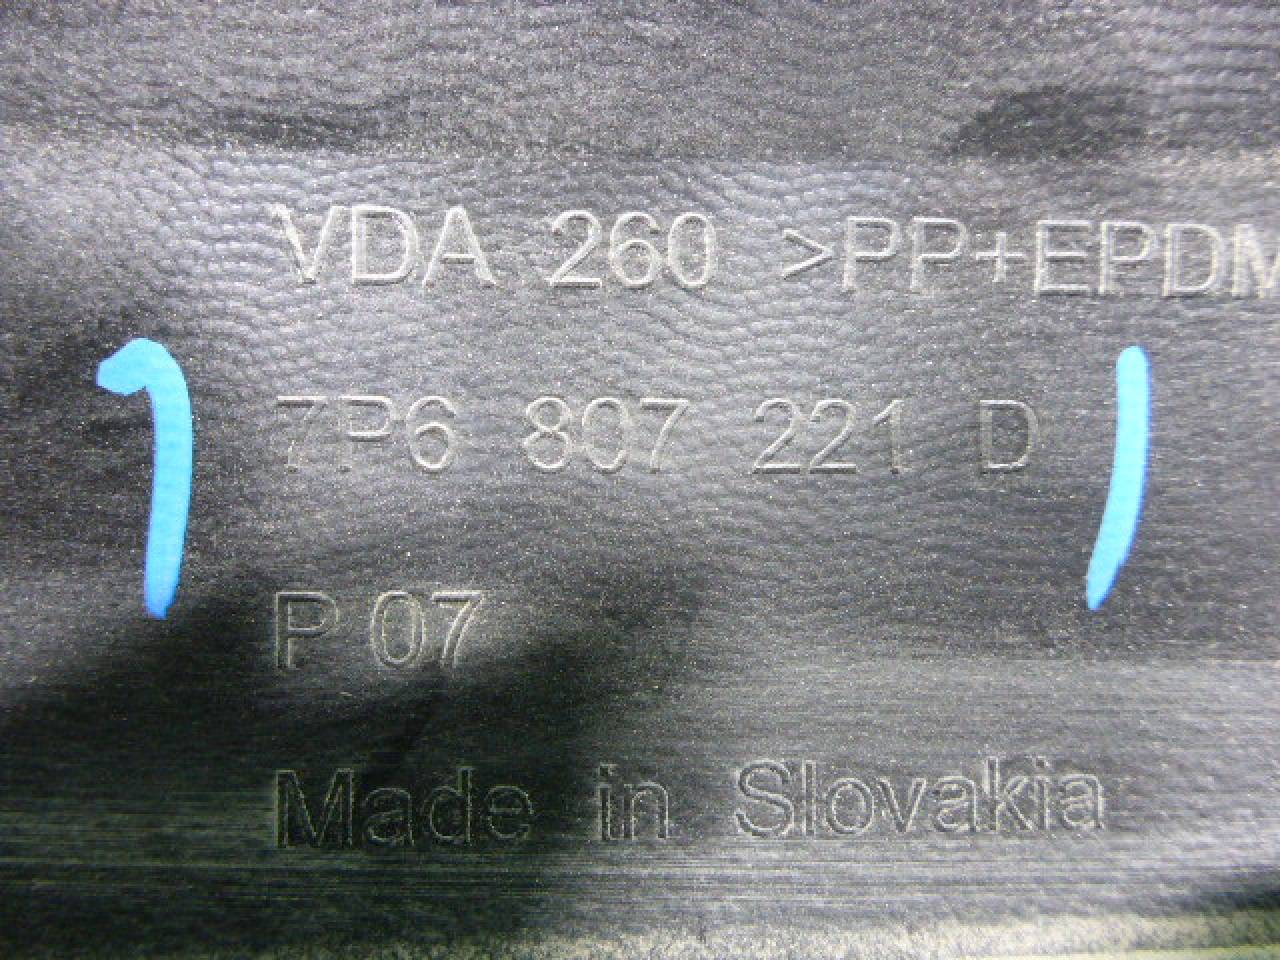 VDA 260 >PP+EPDM
7P6 807 221 D
P 07
Made in Slovakia